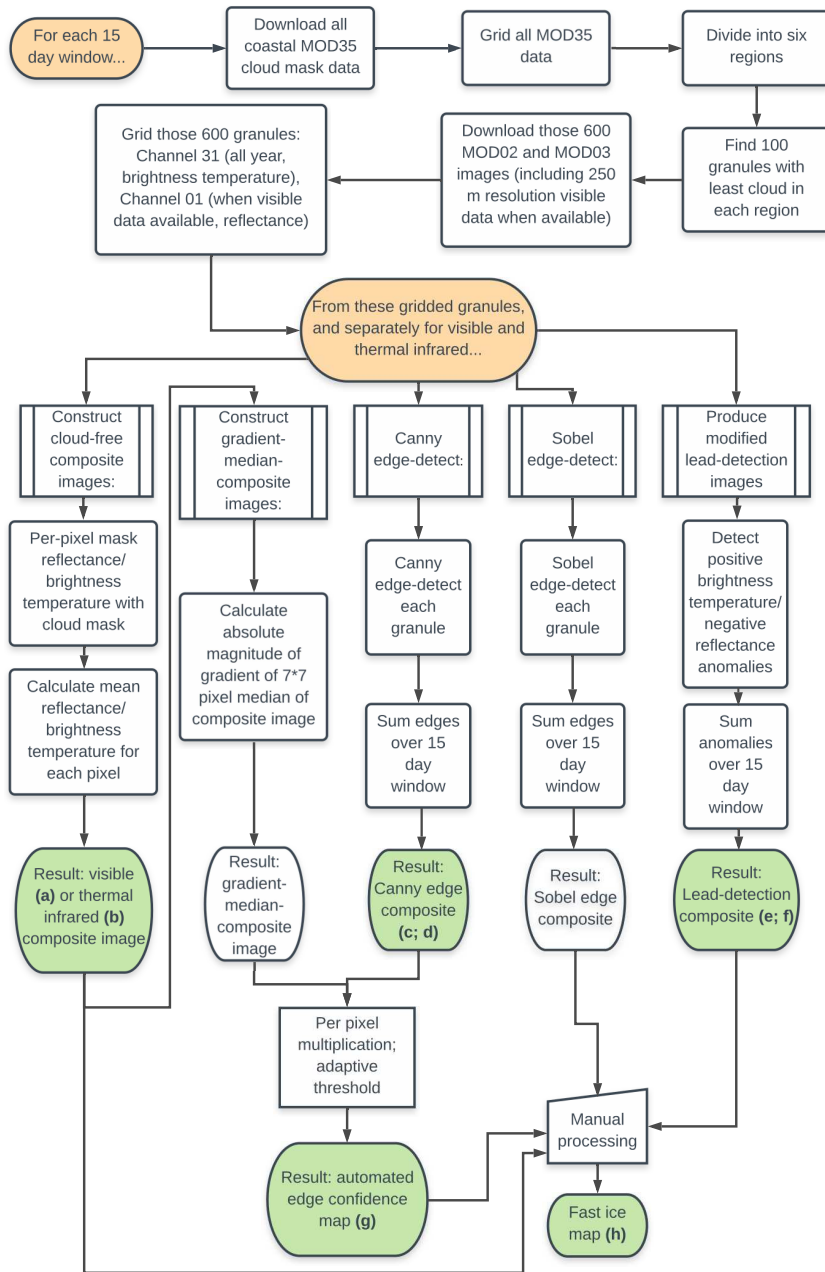 For each 15
day window...
Download all
coastal MOD35
cloud mask data
Grid all MOD35
data
Divide into six
regions
Grid those 600 granules:
Channel 31 (all year,
brightness temperature),
Channel 01 (when visible
data available, reflectance)
Download those 600
MOD02 and MOD03
images (including 250
m resolution visible
data when available)
Find 100
granules with
least cloud in
each region
From these gridded granules,
and separately for visible and
thermal infrared...
Construct
cloud-free
composite
images:
Construct
gradient-
median-
composite
images:
Canny
edge-detect:
Sobel
edge-detect:
Produce
modified
lead-detection
images
Per-pixel mask
reflectance/
brightness
temperature with
cloud mask
Calculate
absolute
magnitude of
gradient of 7*7
pixel median of
composite image
Canny
edge-detect
each
granule
Sobel
edge-detect
each
granule
Detect
positive
brightness
temperature/
negative
reflectance
anomalies
Calculate mean
reflectance/
brightness
temperature for
each pixel
Sum edges
over 15
day
window
Sum edges
over 15
day
window
Sum
anomalies
over 15
day
window
Result: visible
(a) or thermal
infrared (b)
composite image
Result:
gradient-
median-
composite
image
Result:
Canny edge
composite
(c; d)
Result:
Sobel edge
composite
Result:
Lead-detection
composite (e; f)
Per pixel
multiplication;
adaptive
threshold
Manual
processing
Result: automated
edge confidence
map (g)
Fast ice
map (h)